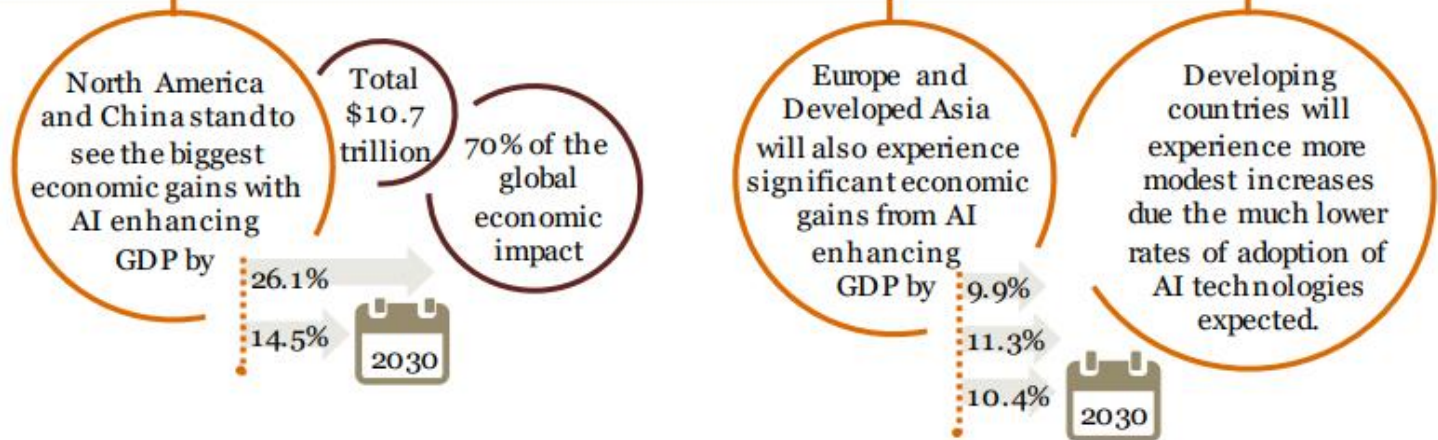 North America
and China stand to
see the biggest
economic gains with
AI enhancing
GDP by
26.1%
14.5%
2030
Total
$10.7
trillion
70% of the
global
economic
impact
Europe and
Developed Asia
will also experience
significant economic
gains from AI
enhancing
GDP by
9.9%
11.3%
10.4%
2030
Developing
countries will
experience more
modest increases
due the much lower
rates of adoption of
AI technologies
expected.